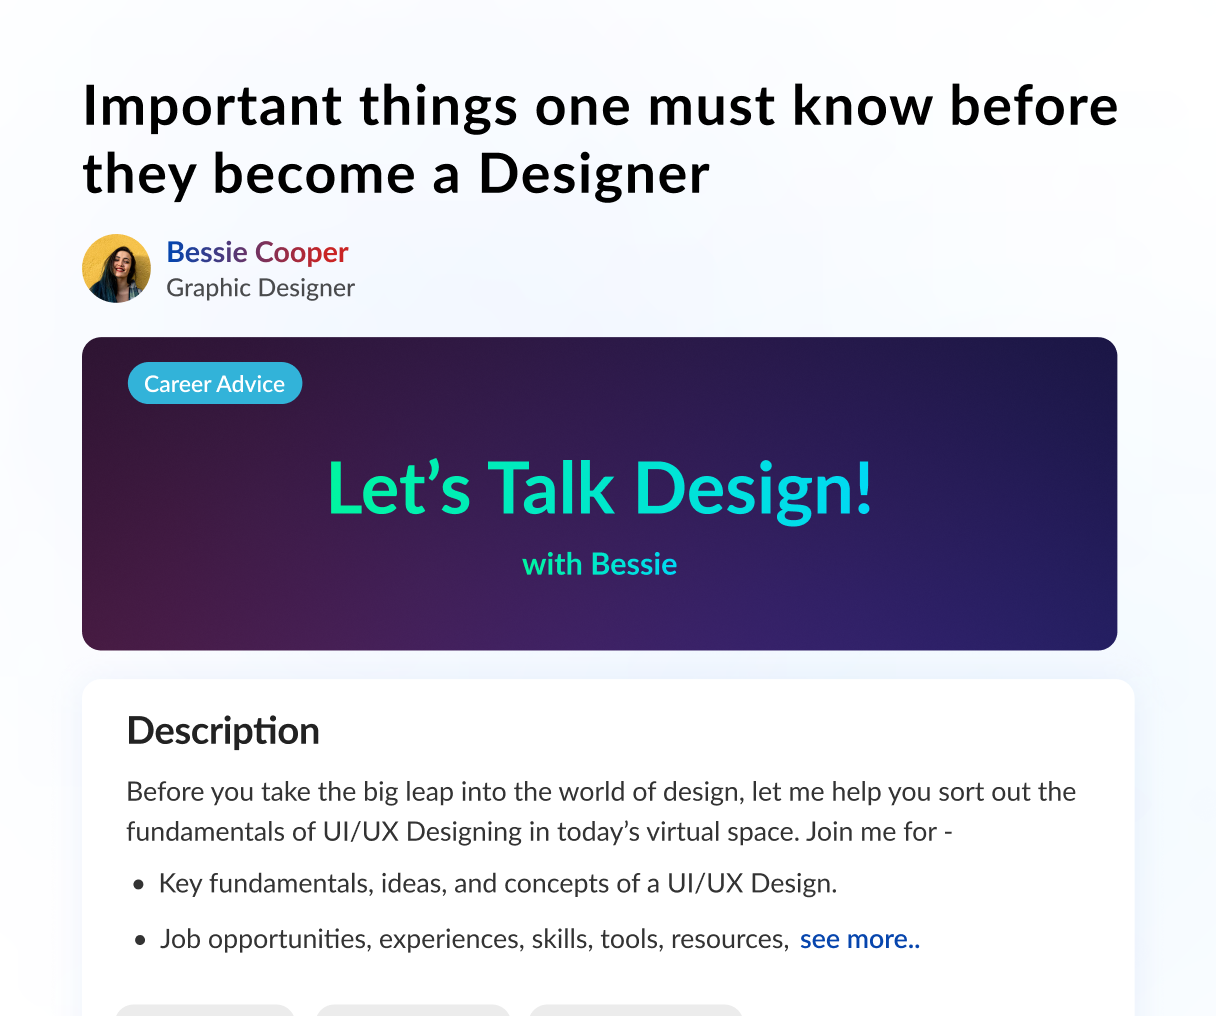 Important things one must know before
they become a Designer
Bessie Cooper
Graphic Designer
Career Advice
Let’s Talk Design!
with Bessie
Description
Before you take the big leap into the world of design, let me help you sort out the
fundamentals of UI/UX Designing in today’s virtual space. Join me for -
• Key fundamentals, ideas, and concepts of a UI/UX Design.
• Job opportunities, experiences, skills, tools, resources, see more..